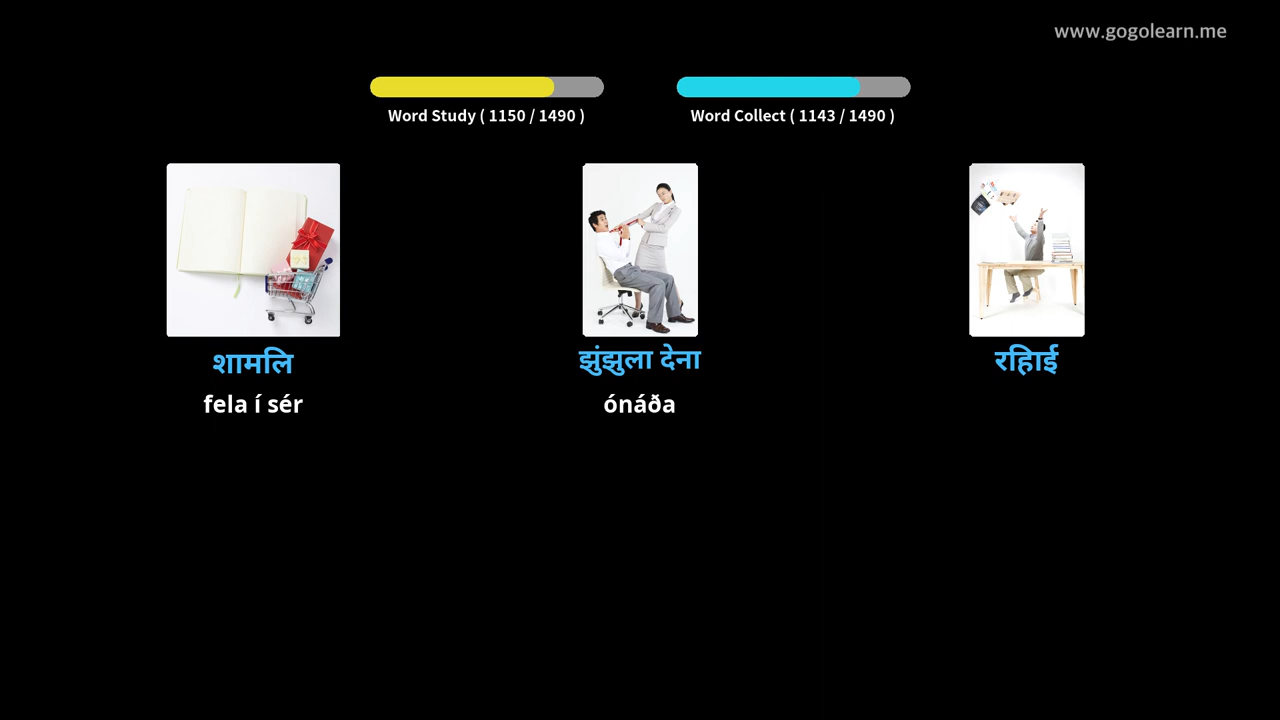 www.gogolearn.me
Word Study ( 1150 / 1490 )
Word Collect ( 1143 / 1490 )
शामलि
झुंझुला देना
रहिाई
fela í sér
ónáða